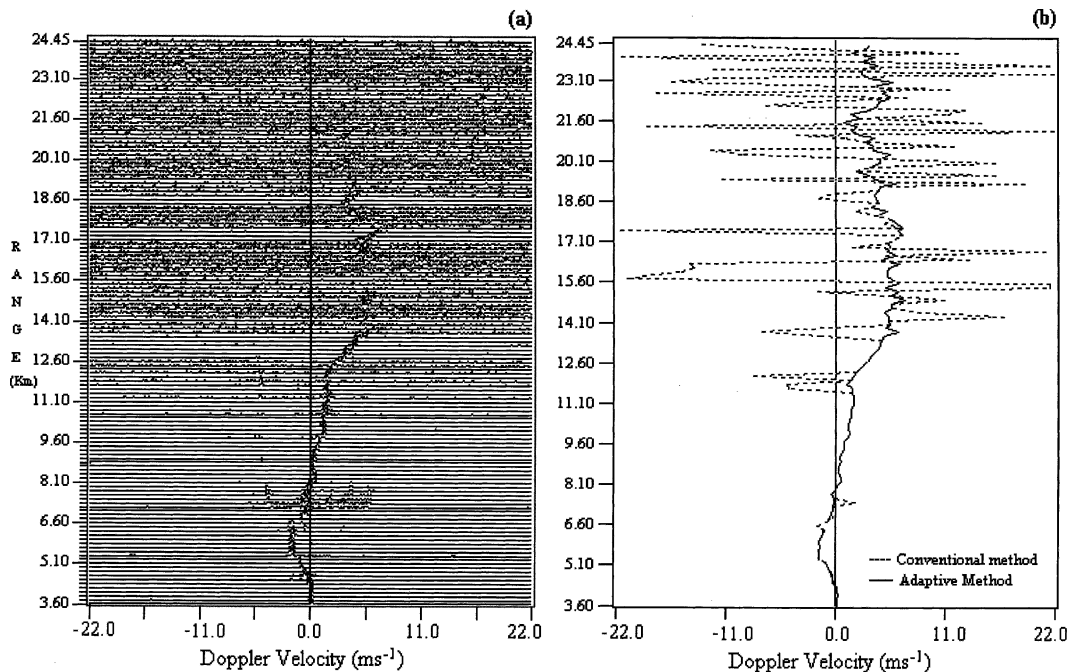 (a)
24.45
23.10
21.60
20.10
18.60
17.10
15.60
14.10
12.60
11.10
9.60
8.10
6.60
5.10
3.60
R
A
N
G
E
(Km)
-22.0 -11.0 0.0 11.0 22.0
Doppler Velocity (ms⁻¹)
(b)
24.45
23.10
21.60
20.10
18.60
17.10
15.60
14.10
12.60
11.10
9.60
8.10
6.60
5.10
3.60
Conventional method
Adaptive Method
-22.0 -11.0 0.0 11.0 22.0
Doppler Velocity (ms⁻¹)